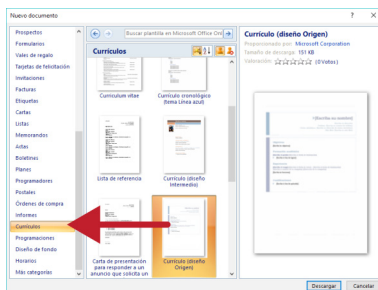 Nuevo documento
Prospectos
Formularios
Vales de regalo
Tarjetas de felicitación
Invitaciones
Facturas
Etiquetas
Cartas
Listas
Memorandos
Actas
Boletines
Planes
Programadores
Postales
Órdenes de compra
Informes
Currículos
Programaciones
Diseño de fondo
Horarios
Más categorías
Buscar plantilla en Microsoft Office Onl
Currículos
Curriculum vitae
Currículo cronológico
(tema Línea azul)
Lista de referencia
Currículo (diseño
Intermedio)
Carta de presentación
para responder a un
anuncio que solicita un
Currículo (diseño
Origen)
Currículo (diseño Origen)
Proporcionado por: Microsoft Corporation
Tamaño de descarga: 151 KB
Valoración: (0 Votos)
Descargar
Cancelar